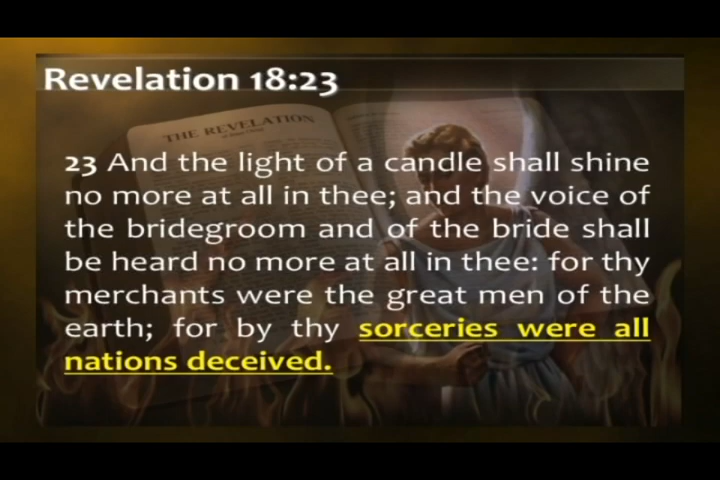 Revelation 18:23
THE REVELATION
23 And the light of a candle shall shine
no more at all in thee; and the voice of
the bridegroom and of the bride shall
be heard no more at all in thee: for thy
merchants were the great men of the
earth; for by thy sorceries were all
nations deceived.